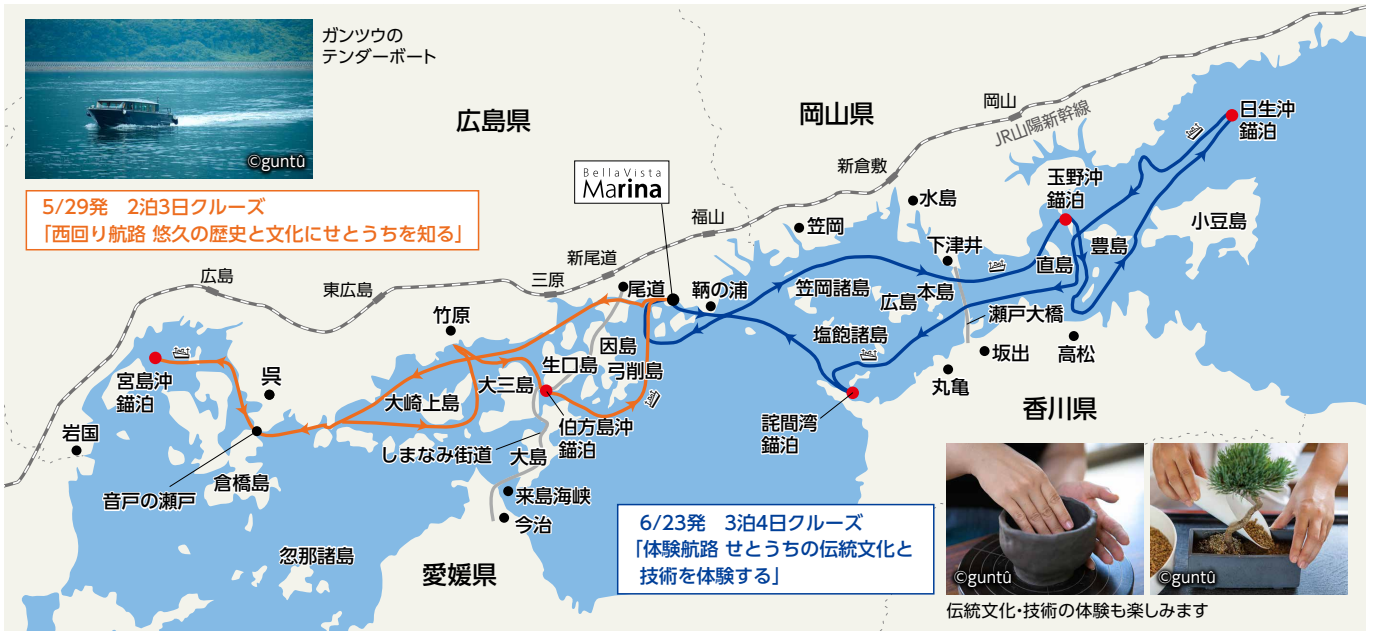 ガンツウの
テンダーボート
©guntû
5/29発　2泊3日クルーズ
「西回り航路 悠久の歴史と文化にせとうちを知る」
広島県
岡山県
BellaVista
Marina
岡山
JR山陽新幹線
新倉敷
福山
新尾道
三原
東広島
広島
日生沖
錨泊
玉野沖
錨泊
小豆島
豊島
直島
水島
下津井
笠岡
笠岡諸島
広島
本島
瀬戸大橋
塩飽諸島
坂出
高松
丸亀
香川県
詫間湾
錨泊
鞆の浦
尾道
因島
弓削島
生口島
竹原
大三島
大崎上島
伯方島沖
錨泊
しまなみ街道
大島
来島海峡
今治
呉
宮島沖
錨泊
岩国
音戸の瀬戸
倉橋島
忽那諸島
愛媛県
6/23発　3泊4日クルーズ
「体験航路 せとうちの伝統文化と
技術を体験する」
©guntû
©guntû
伝統文化・技術の体験も楽しみます